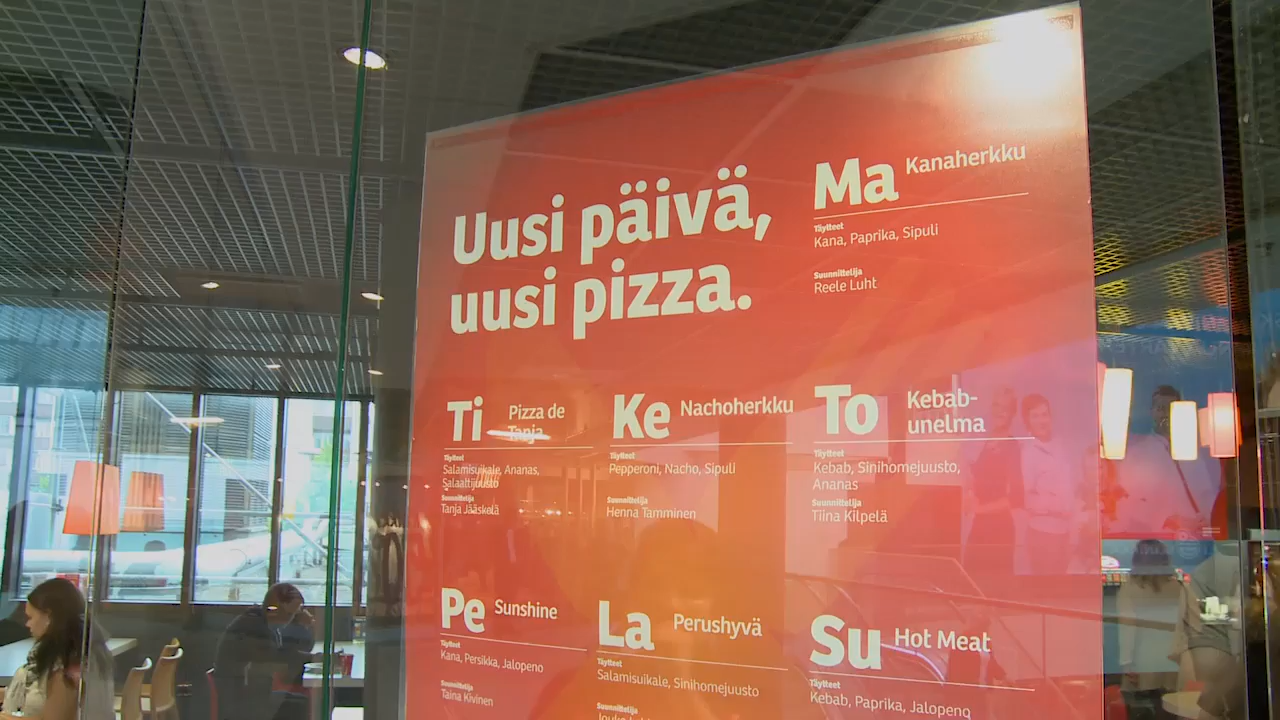 Uusi päivä,
uusi pizza.
Ma Kanaherkku
Täytteet
Kana, Paprika, Sipuli
Suunnittelija
Reele Luht
Ti Pizza de
Tanja
Täytteet
Salamisuikale, Ananas,
Salaattijuusto
Suunnittelija
Tanja Jääskelä
Ke Nachoherkku
Täytteet
Pepperoni, Nacho, Sipuli
Suunnittelija
Henna Tamminen
To Kebab-
unelma
Täytteet
Kebab, Sinihomejuusto,
Ananas
Suunnittelija
Tiina Kilpelä
Pe Sunshine
Täytteet
Kana, Persikka, Jalopeno
Suunnittelija
Taina Kivinen
La Perushyvä
Täytteet
Salamisuikale, Sinihomejuusto
Suunnittelija
Su Hot Meat
Täytteet
Kebab, Paprika, Jalopeno